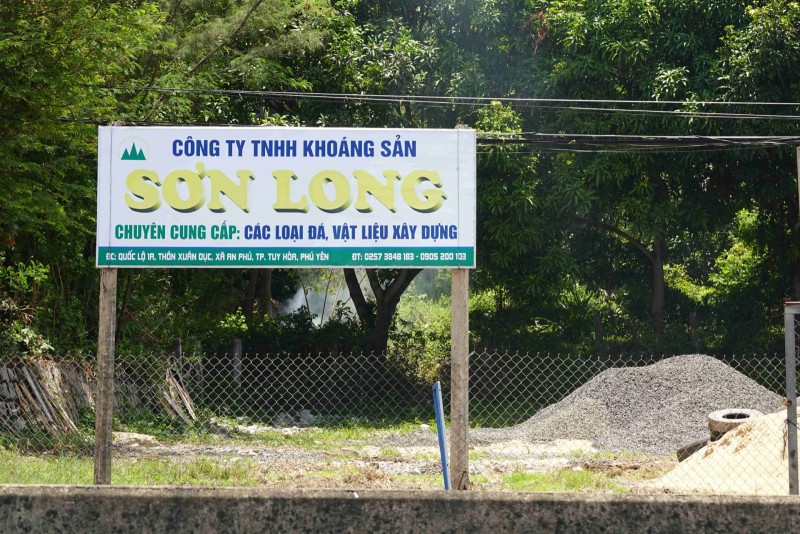 CÔNG TY TNHH KHOÁNG SẢN
SƠN LONG
CHUYÊN CUNG CẤP: CÁC LOẠI ĐÁ, VẬT LIỆU XÂY DỰNG
ĐC: QUỐC LỘ 1A, THÔN XUÂN DỤC, XÃ AN PHÚ, TP. TUY HÒA, PHÚ YÊN ĐT: 0257 3848 183 - 0905 200 103